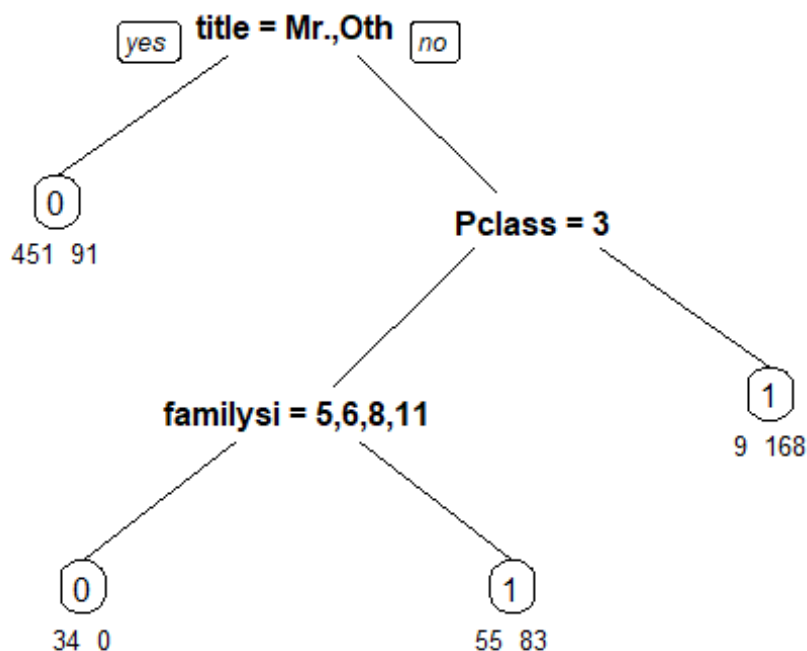 yes title = Mr.,Oth no
0
451 91
Pclass = 3
familysi = 5,6,8,11
1
9 168
0
34 0
1
55 83